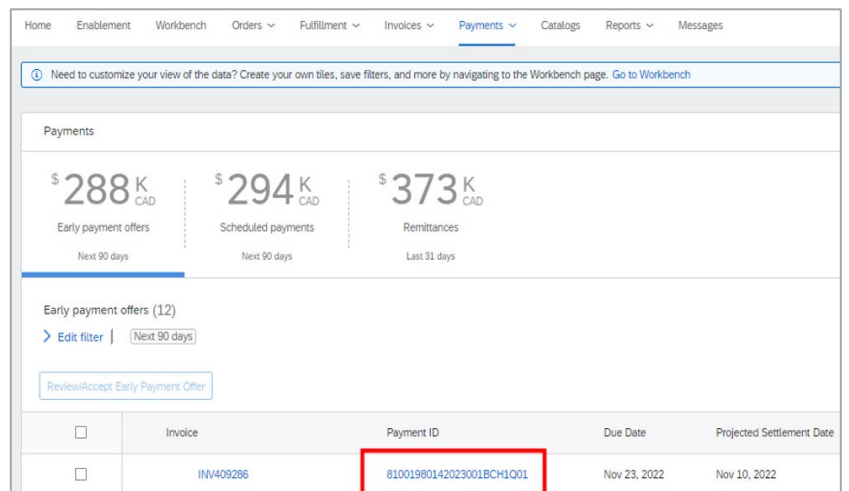 Home Enablement Workbench Orders Fulfillment Invoices Payments Catalogs Reports Messages
Need to customize your view of the data? Create your own tiles, save filters, and more by navigating to the Workbench page. Go to Workbench
Payments
$ 288 K CAD $ 294 K CAD $ 373 K CAD
Early payment offers Scheduled payments Remittances
Next 90 days Next 90 days Last 31 days
Early payment offers (12)
Edit filter Next 90 days
Review/Accept Early Payment Offer
Invoice Payment ID Due Date Projected Settlement Date
INV409286 81001980142023001BCH1Q01 Nov 23, 2022 Nov 10, 2022